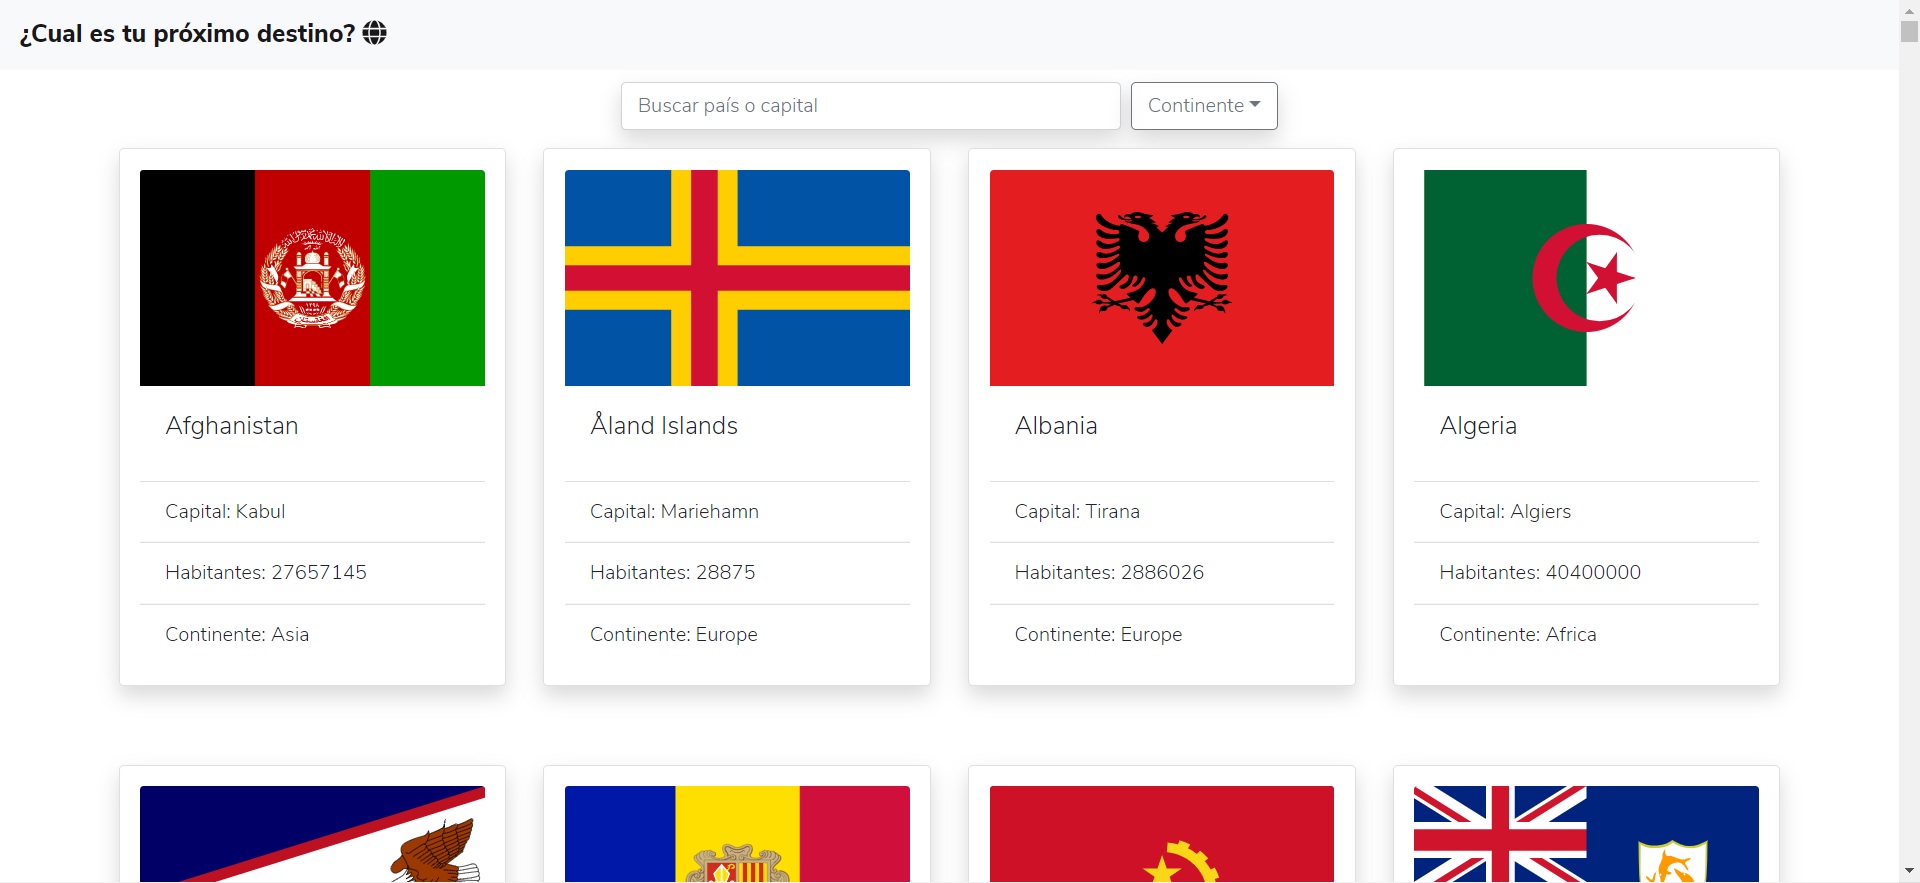 ¿Cual es tu próximo destino?
Buscar país o capital
Continente
Afghanistan
Capital: Kabul
Habitantes: 27657145
Continente: Asia
Åland Islands
Capital: Mariehamn
Habitantes: 28875
Continente: Europe
Albania
Capital: Tirana
Habitantes: 2886026
Continente: Europe
Algeria
Capital: Algiers
Habitantes: 40400000
Continente: Africa